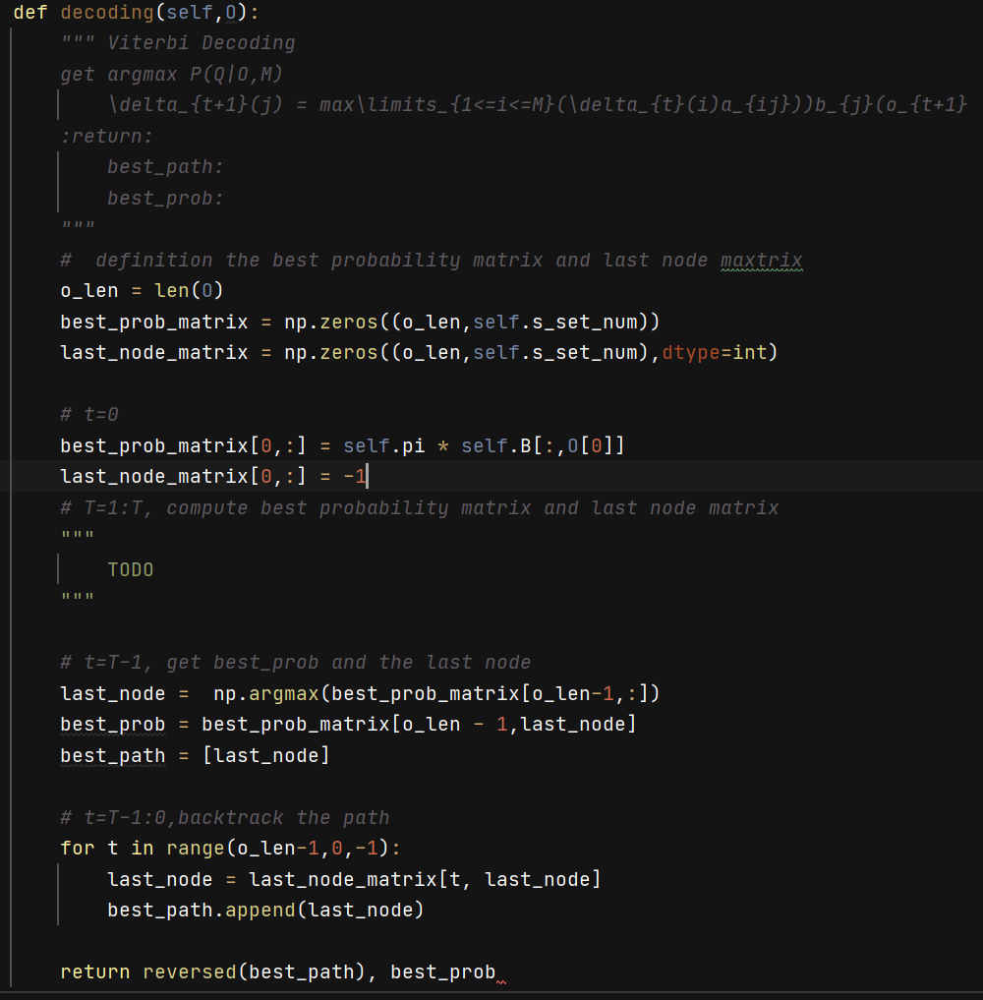 def decoding(self,O):
    """ Viterbi Decoding
    get argmax P(Q|O,M)
        \delta_{t+1}(j) = max\limits_{1<=i<=M}(\delta_{t}(i)a_{ij}))b_{j}(o_{t+1}
    :return:
        best_path:
        best_prob:
    """
    #  definition the best probability matrix and last node maxtrix
    o_len = len(O)
    best_prob_matrix = np.zeros((o_len,self.s_set_num))
    last_node_matrix = np.zeros((o_len,self.s_set_num),dtype=int)
    # t=0
    best_prob_matrix[0,:] = self.pi * self.B[:,O[0]]
    last_node_matrix[0,:] = -1
    # T=1:T, compute best probability matrix and last node matrix
    """
        TODO
    """
    # t=T-1, get best_prob and the last node
    last_node =  np.argmax(best_prob_matrix[o_len-1,:])
    best_prob = best_prob_matrix[o_len - 1,last_node]
    best_path = [last_node]
    # t=T-1:0,backtrack the path
    for t in range(o_len-1,0,-1):
        last_node = last_node_matrix[t, last_node]
        best_path.append(last_node)
    return reversed(best_path), best_prob